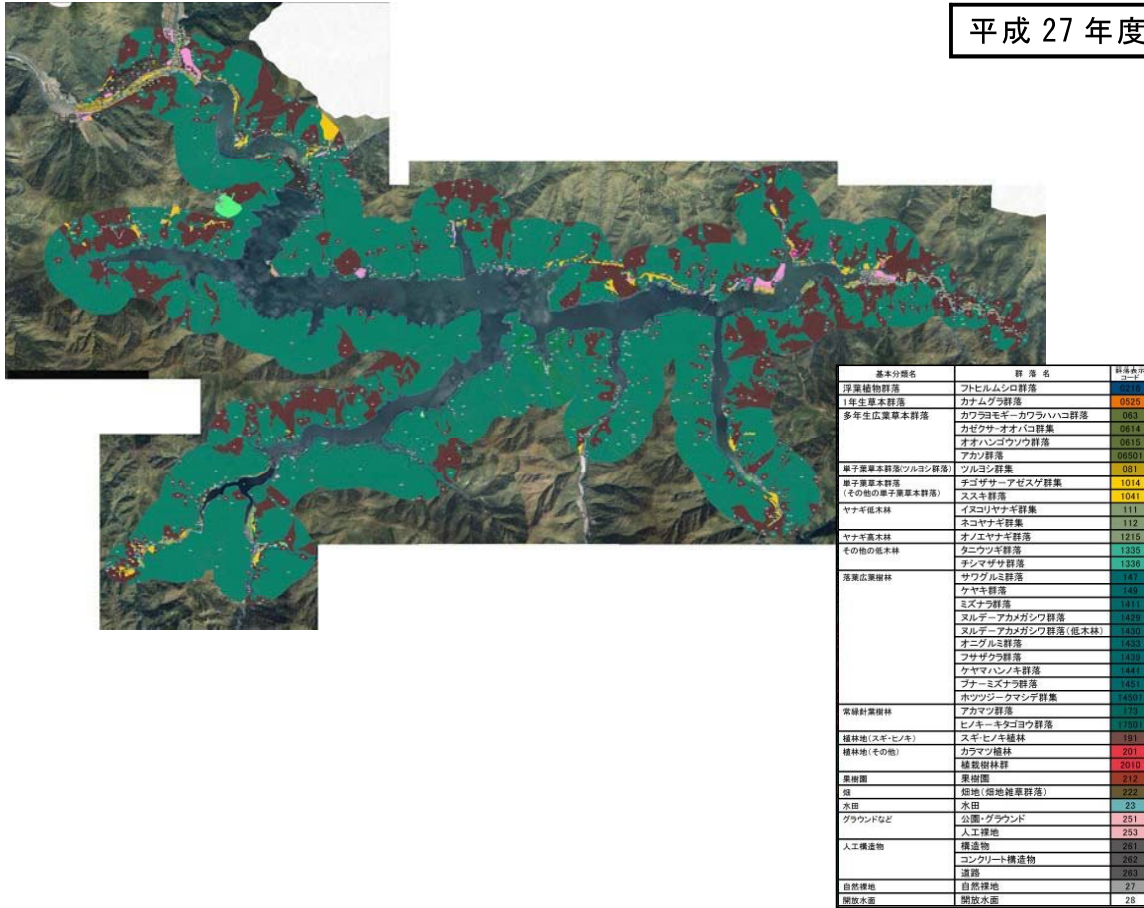 平成 27 年度
基本分類名 群 落 名 群落表示コード
浮葉植物群落 フトヒルムシロ群落 0218
1年生草本群落 カナムグラ群落 0525
多年生広葉草本群落 カワラヨモギーカワラハハコ群落 063
カゼクサ-オオバコ群集 0614
オオハンゴウソウ群落 0615
アカソ群落 06501
単子葉草本群落(ツルヨシ群落) ツルヨシ群集 081
単子葉草本群落 チゴザサーアゼスゲ群集 1014
(その他の単子葉草本群落) ススキ群落 1041
ヤナギ低木林 イヌコリヤナギ群集 111
ネコヤナギ群集 112
ヤナギ高木林 オノエヤナギ群落 1215
その他の低木林 タニウツギ群落 1335
チシマザサ群落 1336
落葉広葉樹林 サワグルミ群落 147
ケヤキ群落 149
ミズナラ群落 1411
ヌルデーアカメガシワ群落 1429
ヌルデーアカメガシワ群落(低木林) 1430
オニグルミ群落 1433
フサザクラ群落 1439
ケヤマハンノキ群落 1441
ブナーミズナラ群落 1451
ホツツジークマシデ群集 14501
常緑針葉樹林 アカマツ群落 173
ヒノキーキタゴヨウ群落 17501
植林地(スギ・ヒノキ) スギ・ヒノキ植林 191
植林地(その他) カラマツ植林 201
植栽樹林群 2010
果樹園 果樹園 212
畑 畑地(畑地雑草群落) 222
水田 水田 23
グラウンドなど 公園・グラウンド 251
人工裸地 253
人工構造物 構造物 261
コンクリート構造物 262
道路 263
自然裸地 自然裸地 27
開放水面 開放水面 28